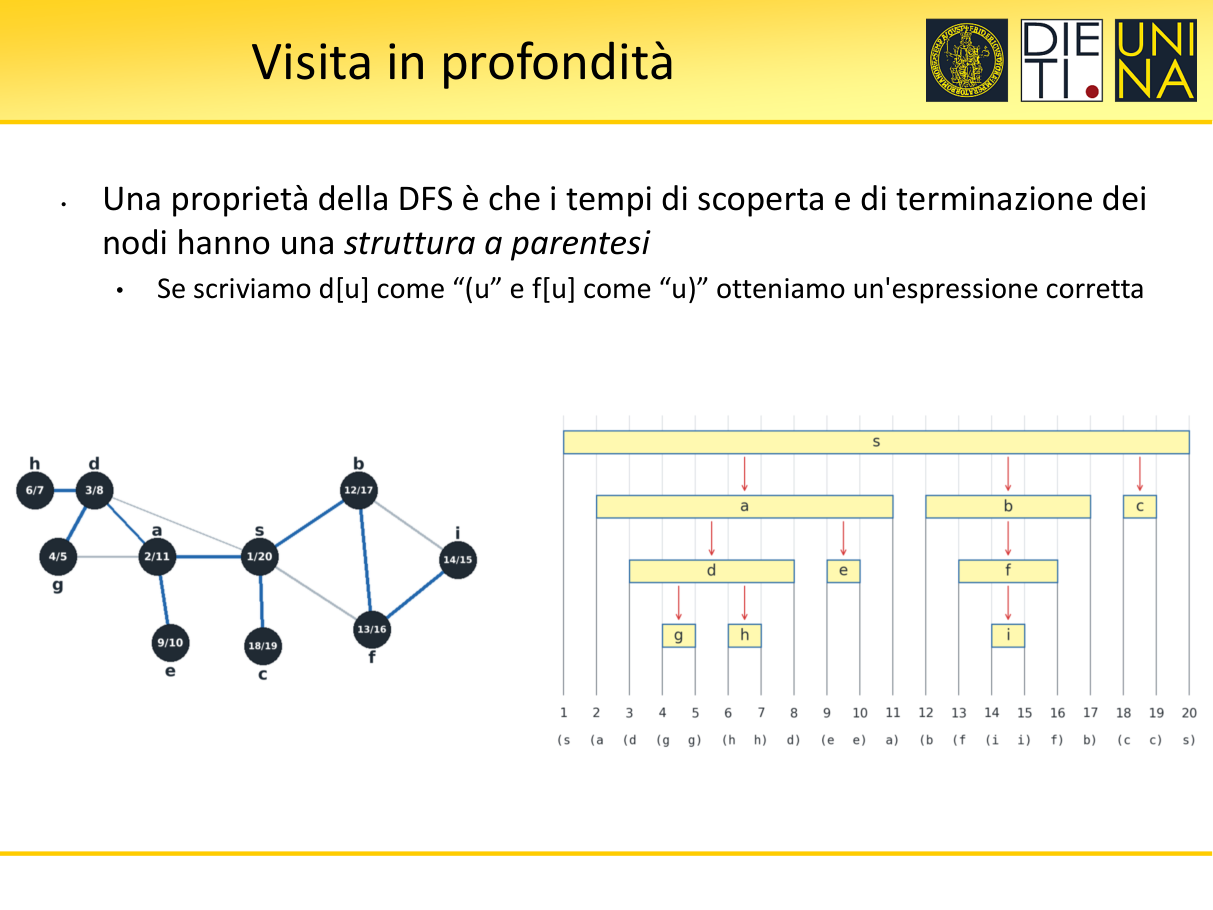 Visita in profondità
DIE
TI.
UNI
NA
• Una proprietà della DFS è che i tempi di scoperta e di terminazione dei
nodi hanno una struttura a parentesi
• Se scriviamo d[u] come “(u” e f[u] come “u)” otteniamo un'espressione corretta
h d b
6/7 3/8 12/17
a s i
4/5 2/11 1/20 14/15
g
9/10 18/19 13/16
e c f
s
a b c
d e f
g h i
1 2 3 4 5 6 7 8 9 10 11 12 13 14 15 16 17 18 19 20
(s (a (d (g g) (h h) d) (e e) a) (b (f (i i) f) b) (c c) s)